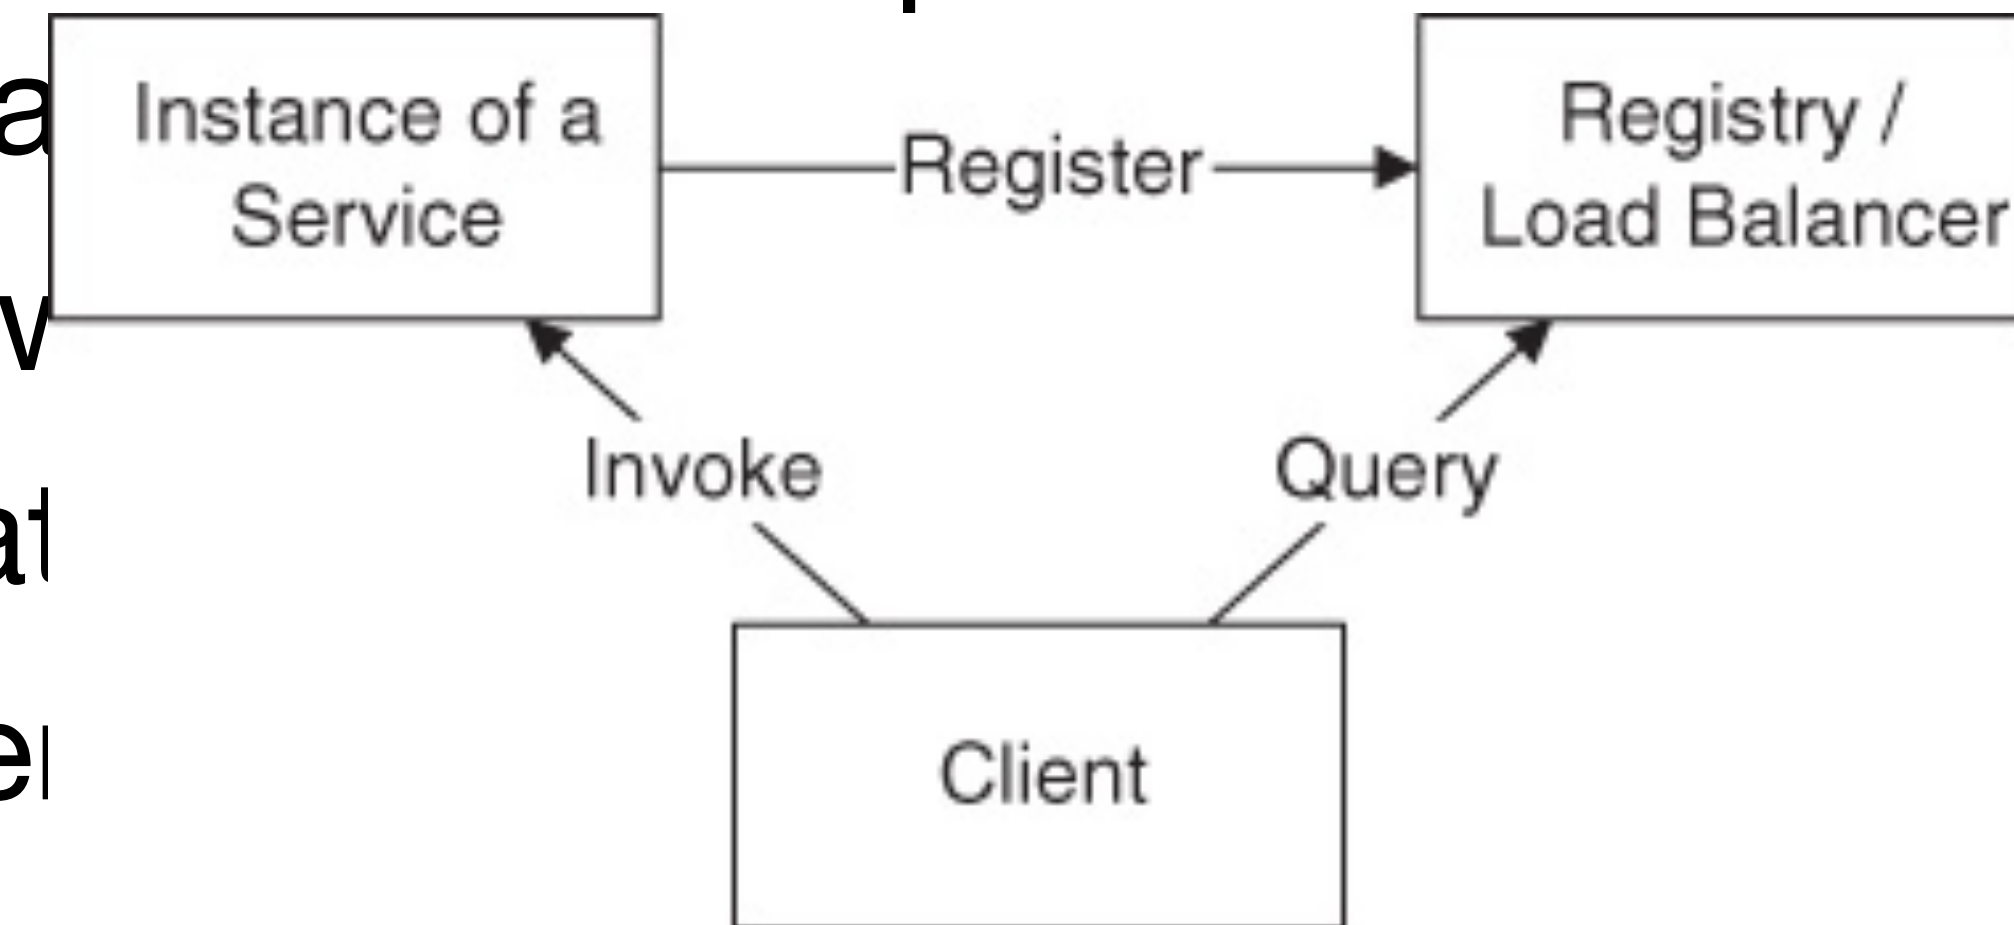 Instance of a
Service
Register
Registry /
Load Balancer
Invoke
Query
Client